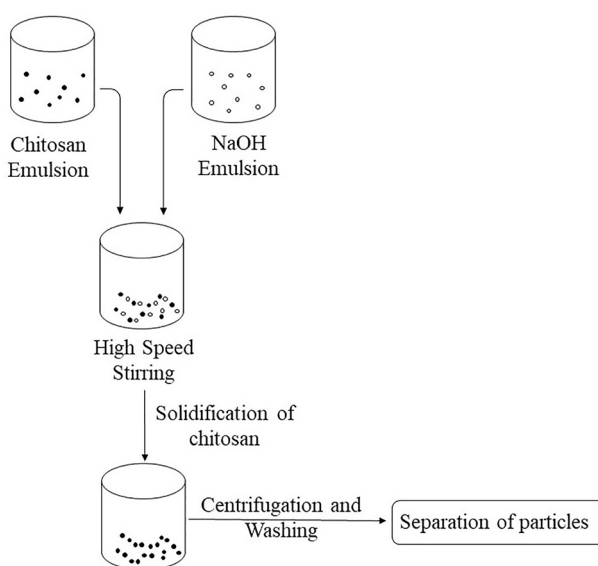 Chitosan
Emulsion
NaOH
Emulsion
High Speed
Stirring
Solidification of
chitosan
Centrifugation and
Washing
Separation of particles